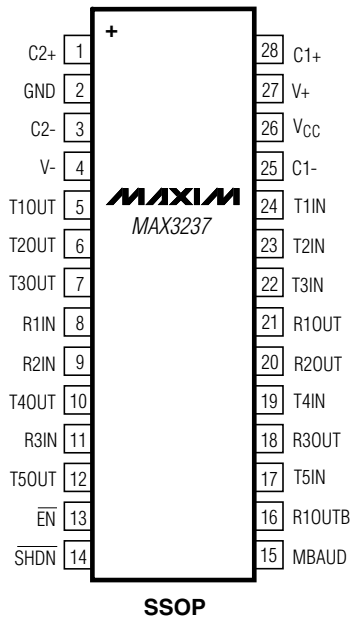 +
C2+ 1
GND 2
C2- 3
V- 4
T1OUT 5
T2OUT 6
T3OUT 7
R1IN 8
R2IN 9
T4OUT 10
R3IN 11
T5OUT 12
E̅N̅ 13
S̅H̅D̅N̅ 14
MAXIM
MAX3237
28 C1+
27 V+
26 VCC
25 C1-
24 T1IN
23 T2IN
22 T3IN
21 R1OUT
20 R2OUT
19 T4IN
18 R3OUT
17 T5IN
16 R1OUTB
15 MBAUD
SSOP